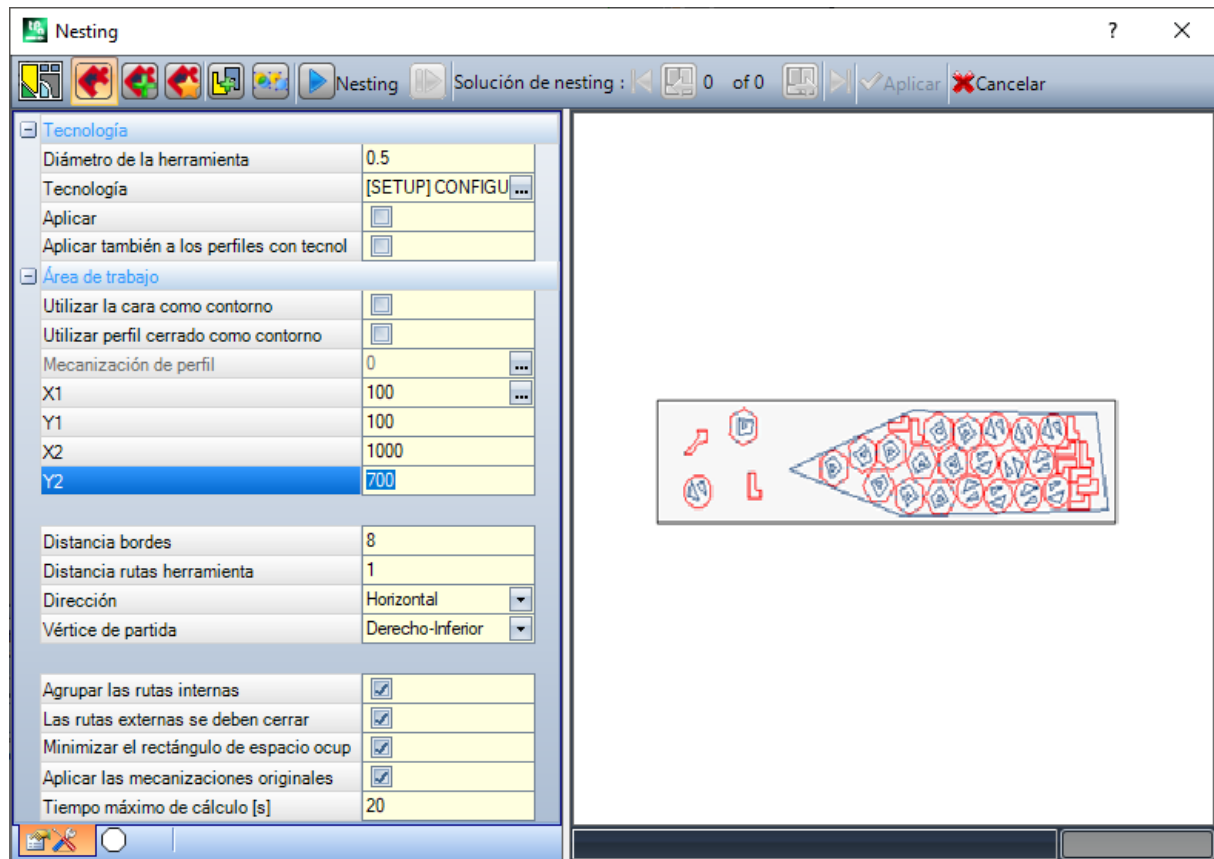 Nesting
?
Nesting
Solución de nesting :
0 of 0
Aplicar
Cancelar
Tecnología
Diámetro de la herramienta 0.5
Tecnología [SETUP] CONFIGU ...
Aplicar
Aplicar también a los perfiles con tecnol
Área de trabajo
Utilizar la cara como contorno
Utilizar perfil cerrado como contorno
Mecanización de perfil 0 ...
X1 100 ...
Y1 100
X2 1000
Y2 700
Distancia bordes 8
Distancia rutas herramienta 1
Dirección Horizontal
Vértice de partida Derecho-Inferior
Agrupar las rutas internas
Las rutas externas se deben cerrar
Minimizar el rectángulo de espacio ocup
Aplicar las mecanizaciones originales
Tiempo máximo de cálculo [s] 20